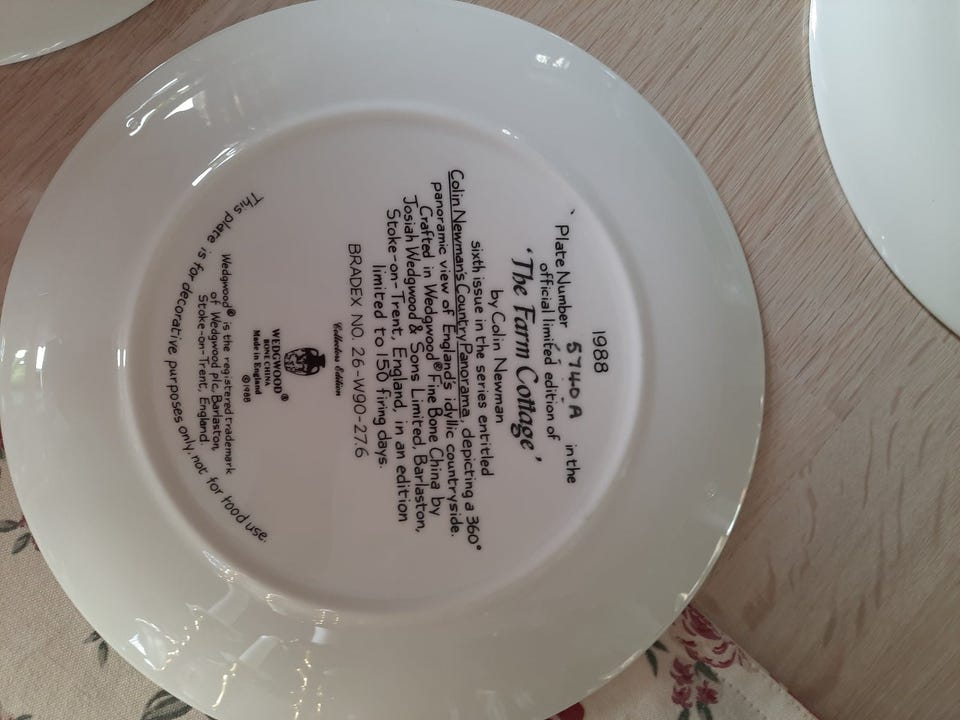 1988
Plate Number 5740A in the
official limited edition of
'The Farm Cottage'
by Colin Newman
sixth issue in the series entitled
Colin Newman's Country Panorama, depicting a 360°
panoramic view of England's idyllic countryside.
Crafted in Wedgwood® Fine Bone China by
Josiah Wedgwood & Sons Limited, Barlaston,
Stoke-on-Trent, England, in an edition
limited to 150 firing days.
BRADEX NO. 26-W90-27.6
Collectors Edition
WEDGWOOD®
BONE CHINA
Made in England
©1988
Wedgwood® is the registered trademark
of Wedgwood plc, Barlaston,
Stoke-on-Trent, England.
This plate is for decorative purposes only, not for food use.